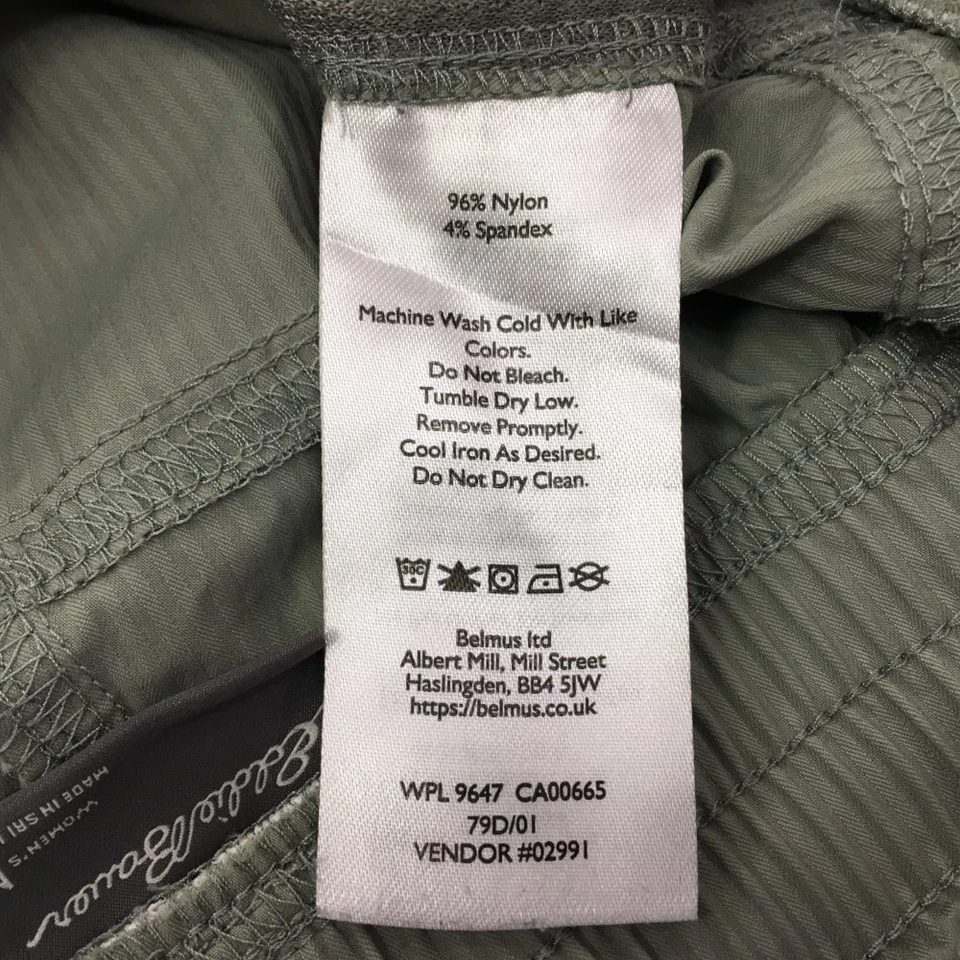 96% Nylon
4% Spandex
Machine Wash Cold With Like
Colors.
Do Not Bleach.
Tumble Dry Low.
Remove Promptly.
Cool Iron As Desired.
Do Not Dry Clean.
30C
Belmus ltd
Albert Mill, Mill Street
Haslingden, BB4 5JW
https://belmus.co.uk
WPL 9647 CA00665
79D/01
VENDOR #02991
Eddie Bauer
WOMEN'S
MADE IN SRI